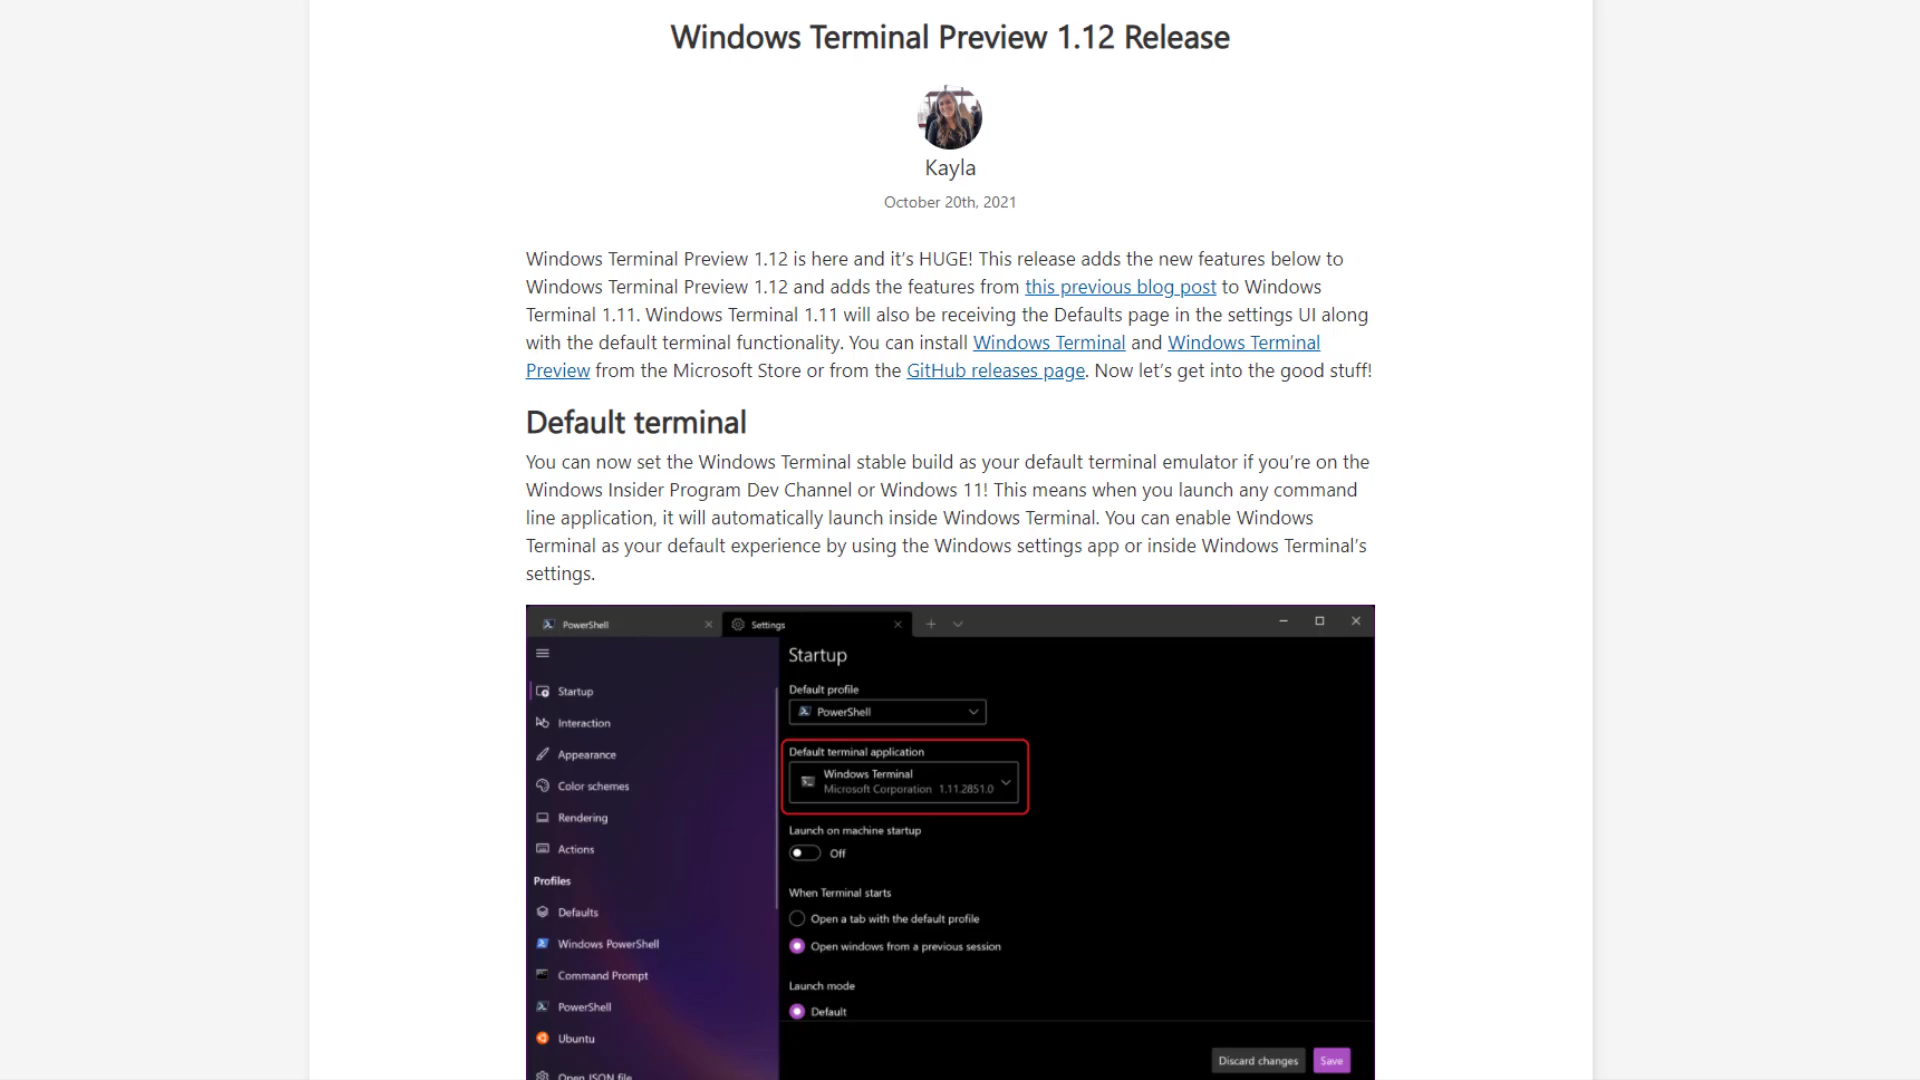 Windows Terminal Preview 1.12 Release
Kayla
October 20th, 2021
Windows Terminal Preview 1.12 is here and it’s HUGE! This release adds the new features below to
Windows Terminal Preview 1.12 and adds the features from this previous blog post to Windows
Terminal 1.11. Windows Terminal 1.11 will also be receiving the Defaults page in the settings UI along
with the default terminal functionality. You can install Windows Terminal and Windows Terminal
Preview from the Microsoft Store or from the GitHub releases page. Now let’s get into the good stuff!
Default terminal
You can now set the Windows Terminal stable build as your default terminal emulator if you’re on the
Windows Insider Program Dev Channel or Windows 11! This means when you launch any command
line application, it will automatically launch inside Windows Terminal. You can enable Windows
Terminal as your default experience by using the Windows settings app or inside Windows Terminal’s
settings.
PowerShell
Settings
Startup
Interaction
Appearance
Color schemes
Rendering
Actions
Profiles
Defaults
Windows PowerShell
Command Prompt
PowerShell
Ubuntu
Open JSON file
Startup
Default profile
PowerShell
Default terminal application
Windows Terminal
Microsoft Corporation 1.11.2851.0
Launch on machine startup
Off
When Terminal starts
Open a tab with the default profile
Open windows from a previous session
Launch mode
Default
Discard changes Save